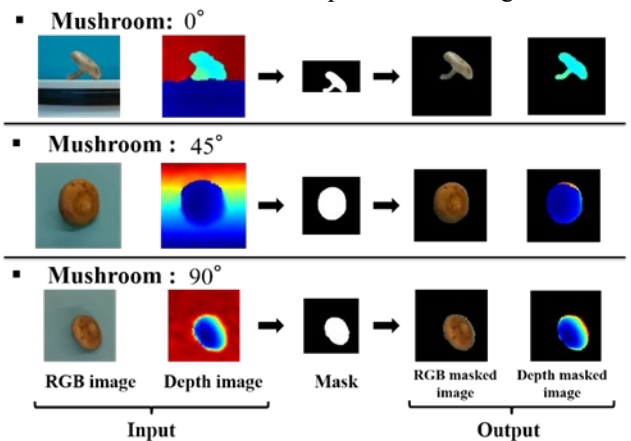 ▪ Mushroom: 0°
▪ Mushroom: 45°
▪ Mushroom : 90°
RGB image
Depth image
Mask
RGB masked
image
Depth masked
image
Input
Output